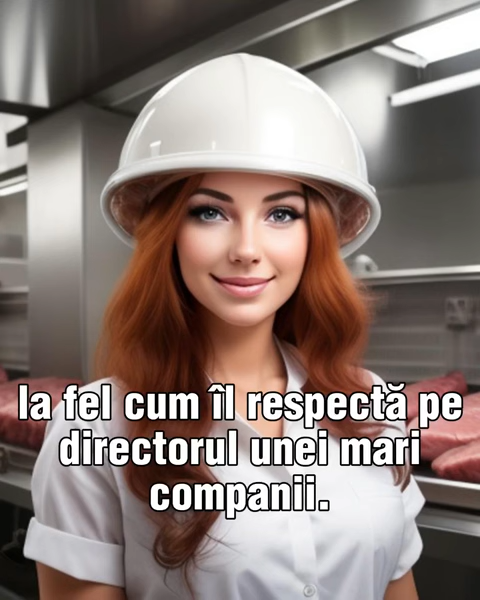 la fel cum îl respectă pe
directorul unei mari
companii.